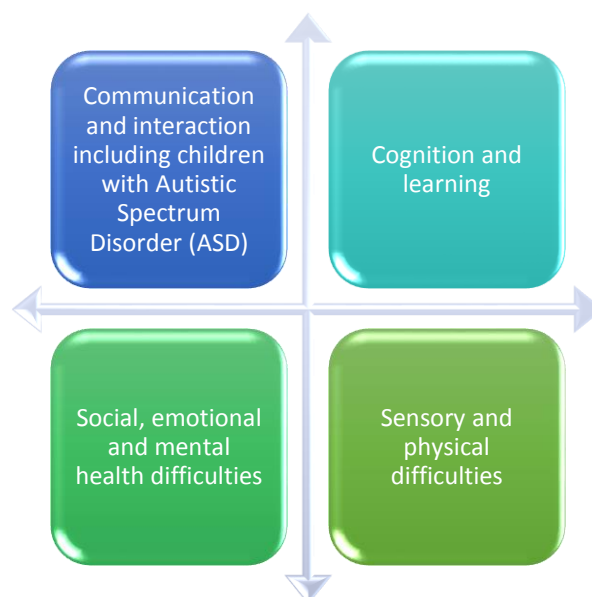 Communication
and interaction
including children
with Autistic
Spectrum
Disorder (ASD)
Cognition and
learning
Social, emotional
and mental
health difficulties
Sensory and
physical
difficulties